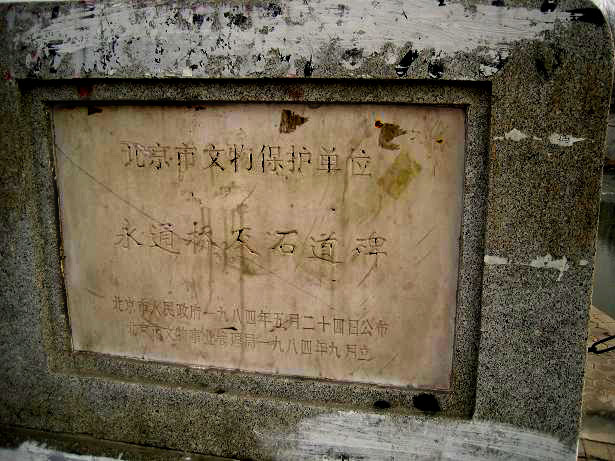 北京市文物保护单位
永通桥及石道碑
北京市人民政府一九八四年五月二十四日公布
北京市文物事业管理局一九八四年九月立